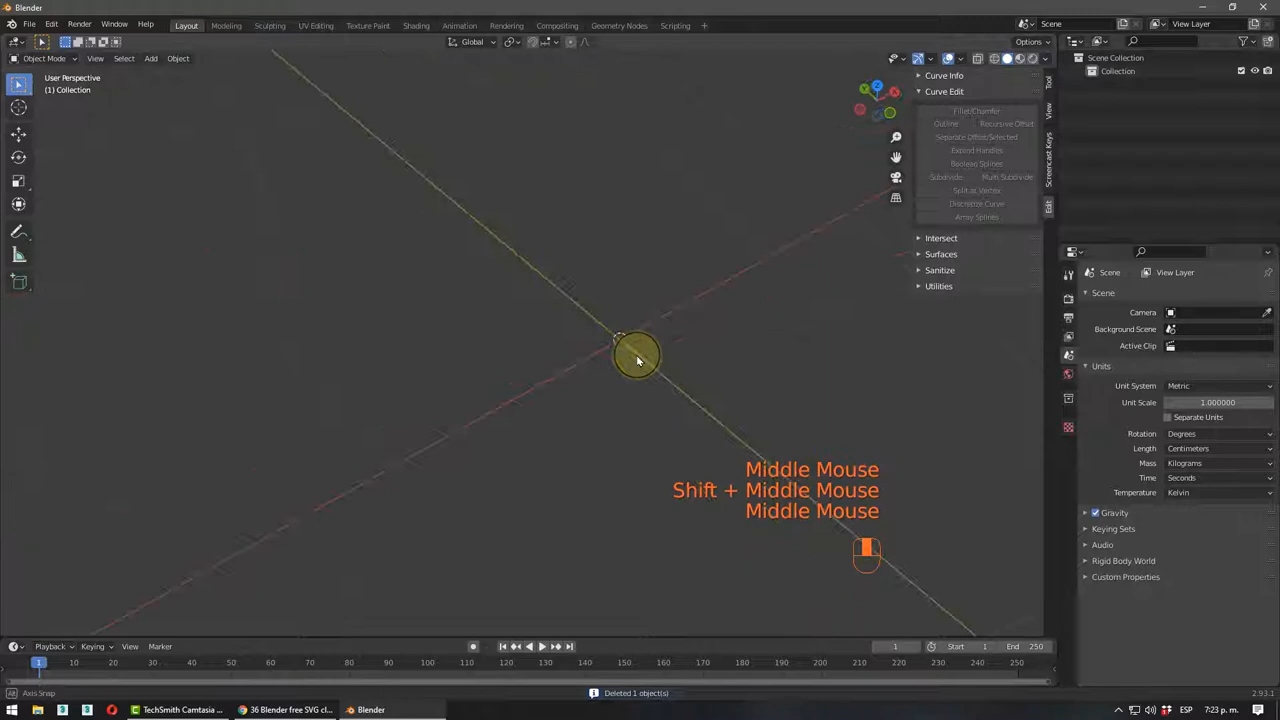 Blender
File Edit Render Window Help
Layout Modeling Sculpting UV Editing Texture Paint Shading Animation Rendering Compositing Geometry Nodes Scripting +
Scene
View Layer
Global
Options
Object Mode View Select Add Object
User Perspective
(1) Collection
Z
Y
X
Curve Info
Curve Edit
Fillet/Chamfer
Outline Recursive Offset
Separate Offset/Selected
Extend Handles
Boolean Splines
Subdivide Multi Subdivide
Split at Vertex
Discretize Curve
Array Splines
Intersect
Surfaces
Sanitize
Utilities
Tool
View
Screencast Keys
Edit
Scene Collection
Collection
Scene View Layer
Scene
Camera
Background Scene
Active Clip
Units
Unit System Metric
Unit Scale 1.000000
Separate Units
Rotation Degrees
Length Centimeters
Mass Kilograms
Time Seconds
Temperature Kelvin
Gravity
Keying Sets
Audio
Rigid Body World
Custom Properties
Middle Mouse
Shift + Middle Mouse
Middle Mouse
Playback Keying View Marker
1 Start 1 End 250
1 10 20 30 40 50 60 70 80 90 100 110 120 130 140 150 160 170 180 190 200 210 220 230 240 250
Axis Snap
Deleted 1 object(s)
2.93.1
TechSmith Camtasia ...
36 Blender free SVG cl...
Blender
ESP
7:23 p. m.